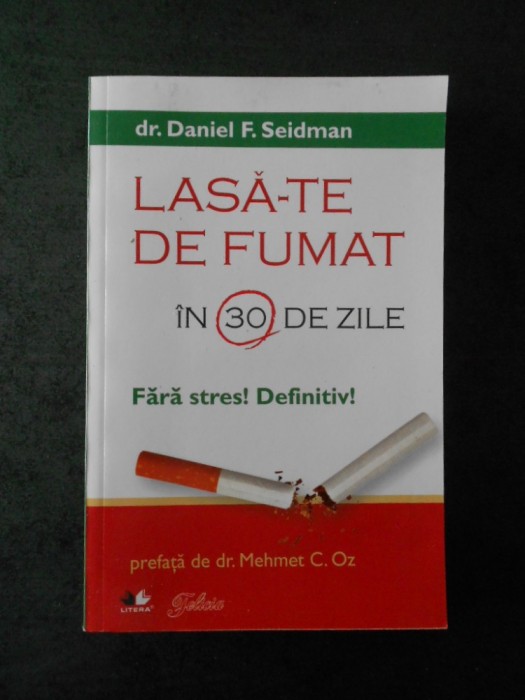 dr. Daniel F. Seidman
LASĂ-TE
DE FUMAT
ÎN 30 DE ZILE
Fără stres! Definitiv!
prefață de dr. Mehmet C. Oz
LITERA®
Felicia